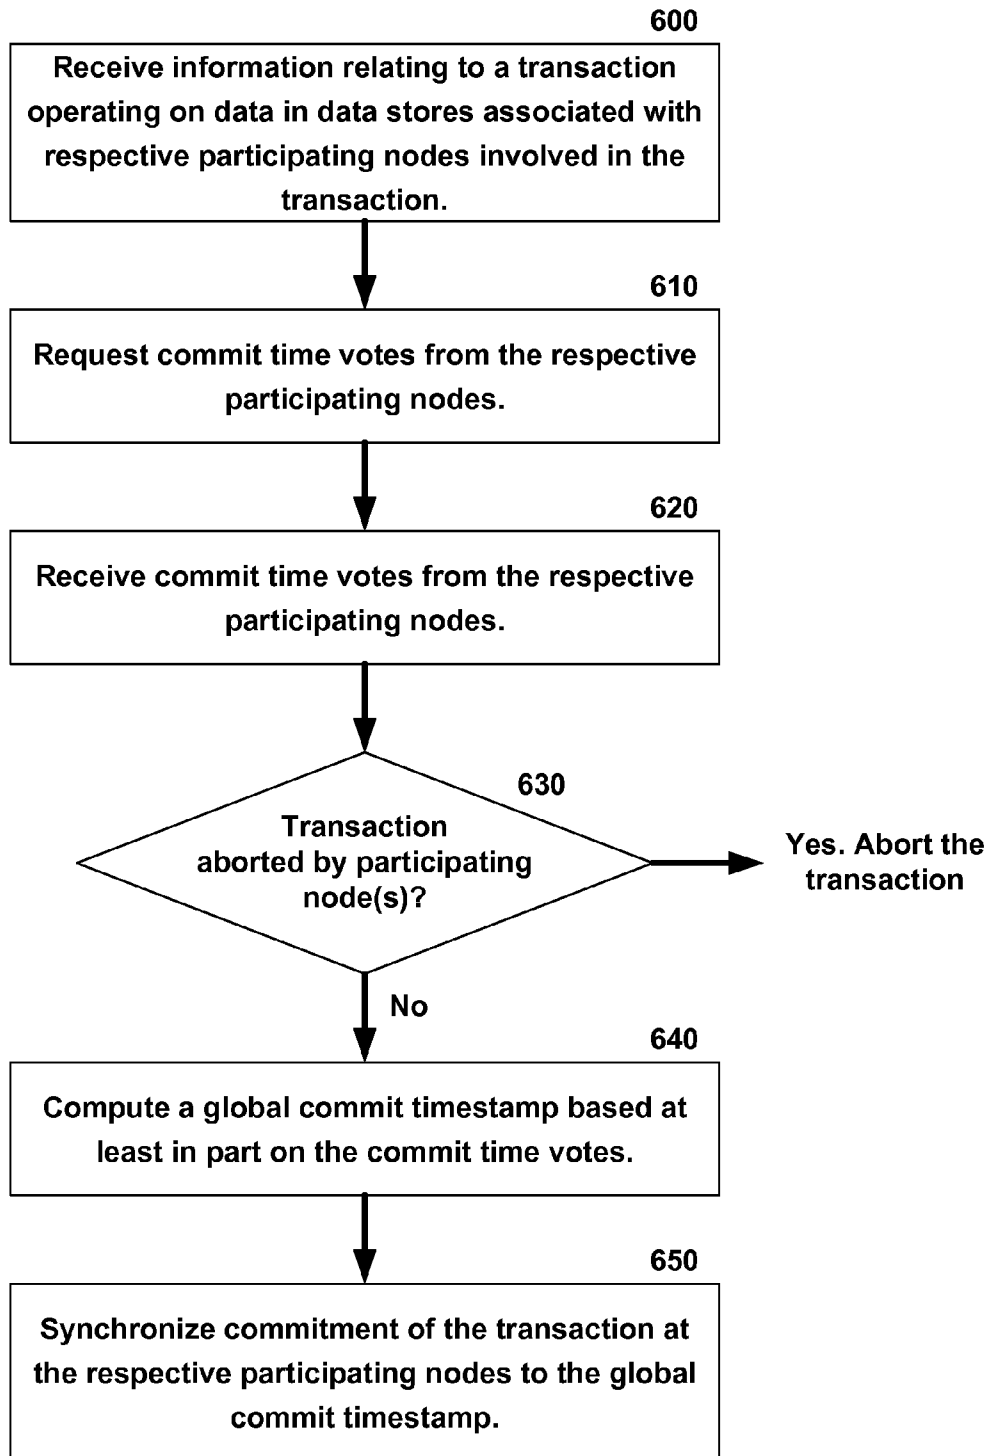 600
Receive information relating to a transaction
operating on data in data stores associated with
respective participating nodes involved in the
transaction.
610
Request commit time votes from the respective
participating nodes.
620
Receive commit time votes from the respective
participating nodes.
630
Transaction
aborted by participating
node(s)?
Yes. Abort the
transaction
No
640
Compute a global commit timestamp based at
least in part on the commit time votes.
650
Synchronize commitment of the transaction at
the respective participating nodes to the global
commit timestamp.